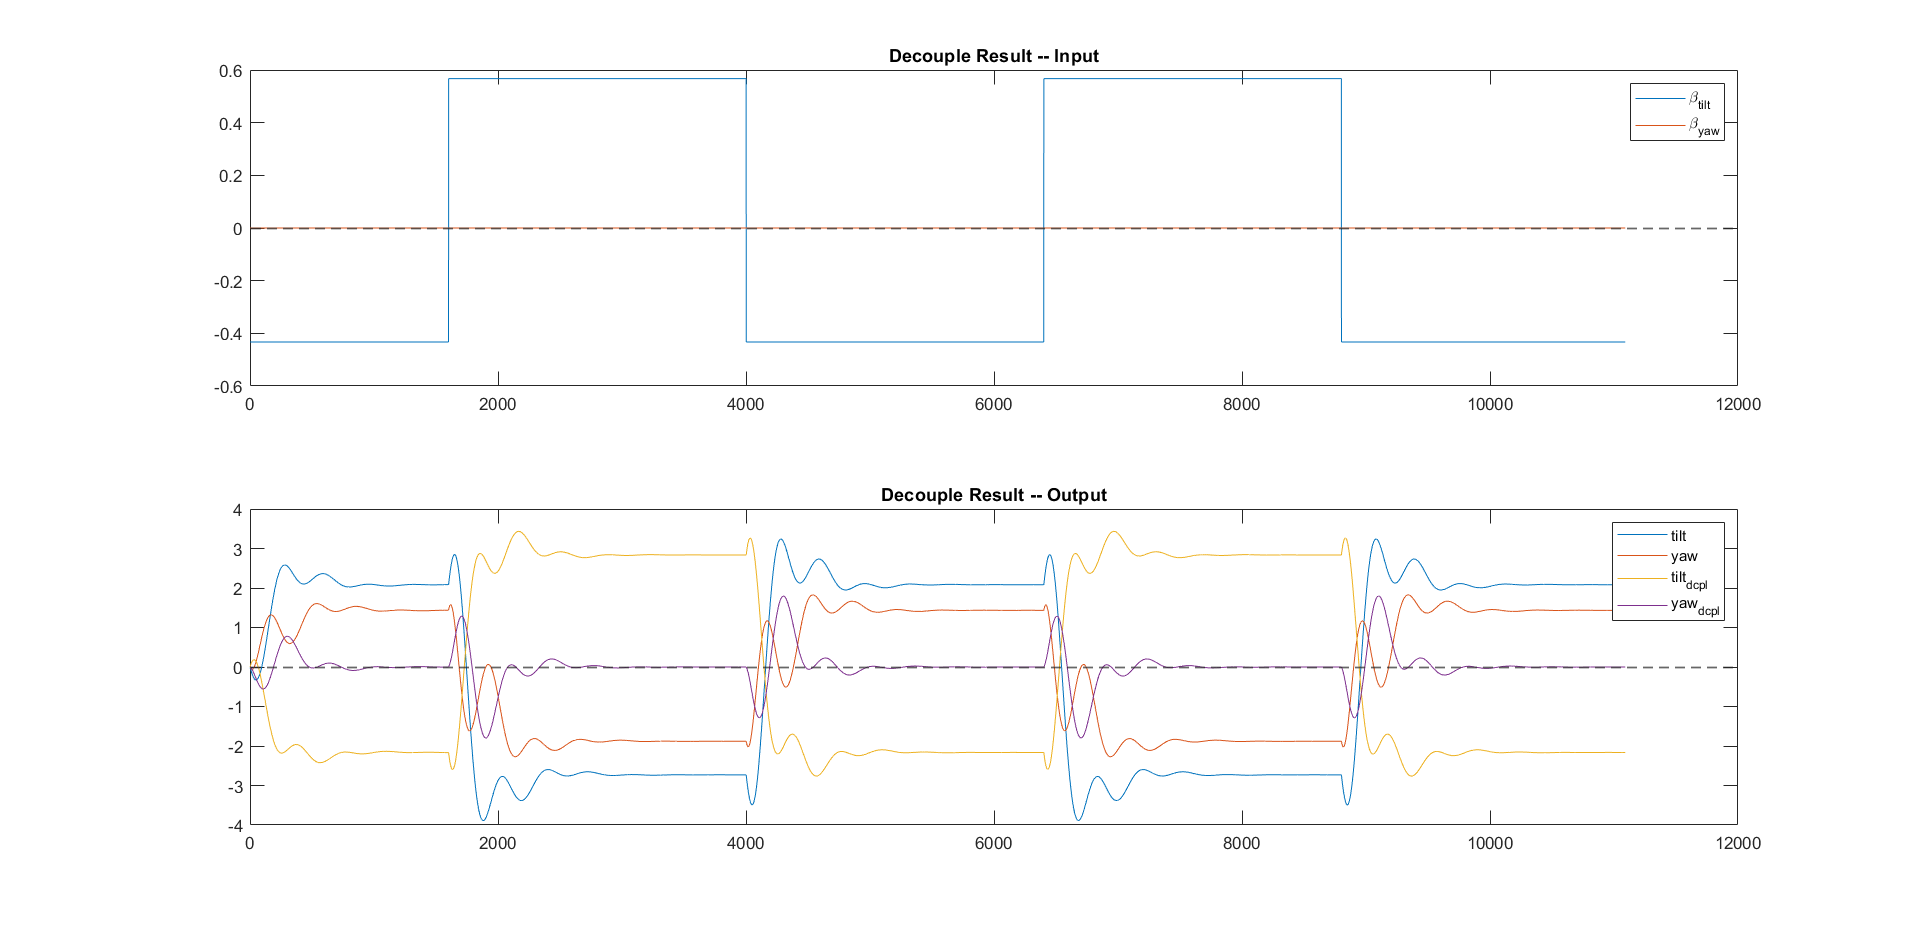 Decouple Result -- Input
0.6
0.4
0.2
0
-0.2
-0.4
-0.6
0 2000 4000 6000 8000 10000 12000
βtilt
βyaw
Decouple Result -- Output
4
3
2
1
0
-1
-2
-3
-4
0 2000 4000 6000 8000 10000 12000
tilt
yaw
tiltdcpl
yawdcpl